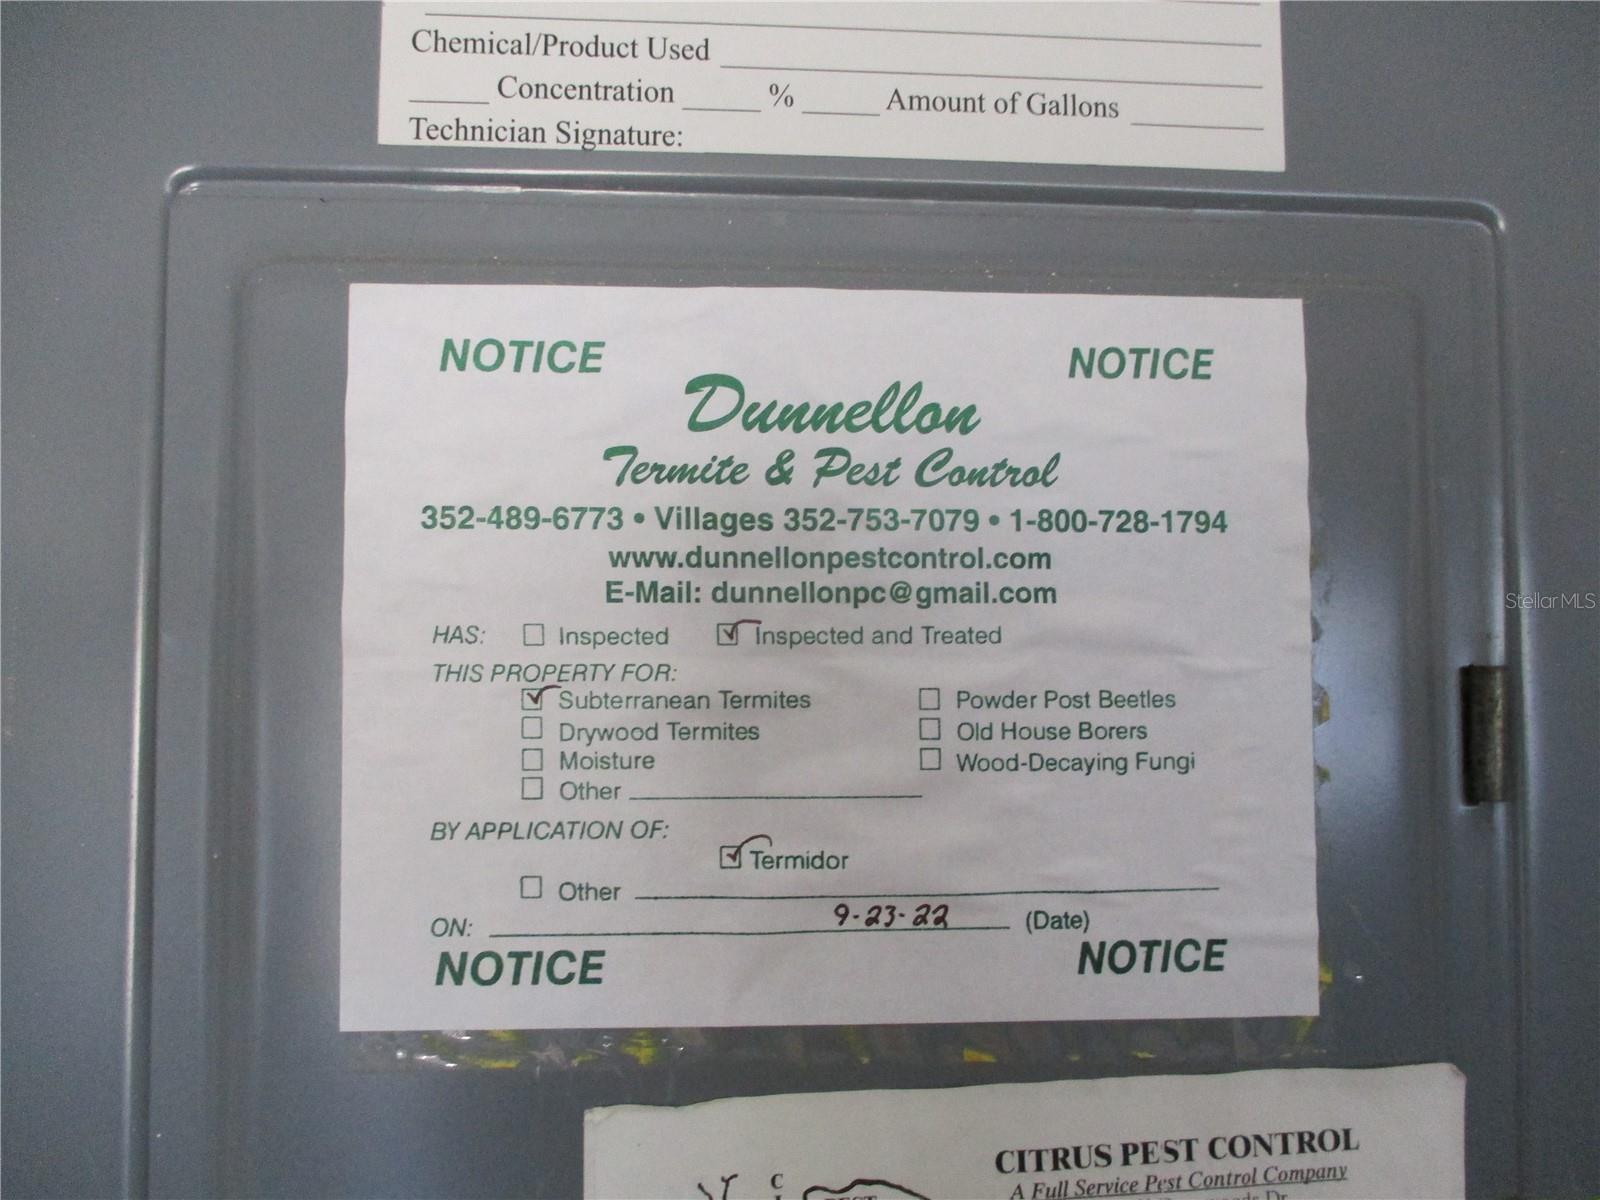 Chemical/Product Used
Concentration % Amount of Gallons
Technician Signature:
NOTICE NOTICE
Dunnellon
Termite & Pest Control
352-489-6773 • Villages 352-753-7079 • 1-800-728-1794
www.dunnellonpestcontrol.com
E-Mail: dunnellonpc@gmail.com
HAS: Inspected Inspected and Treated
THIS PROPERTY FOR:
Subterranean Termites Powder Post Beetles
Drywood Termites Old House Borers
Moisture Wood-Decaying Fungi
Other
BY APPLICATION OF:
Termidor
Other
ON: 9-23-22 (Date)
NOTICE NOTICE
CITRUS PEST CONTROL
A Full Service Pest Control Company
StellarMLS